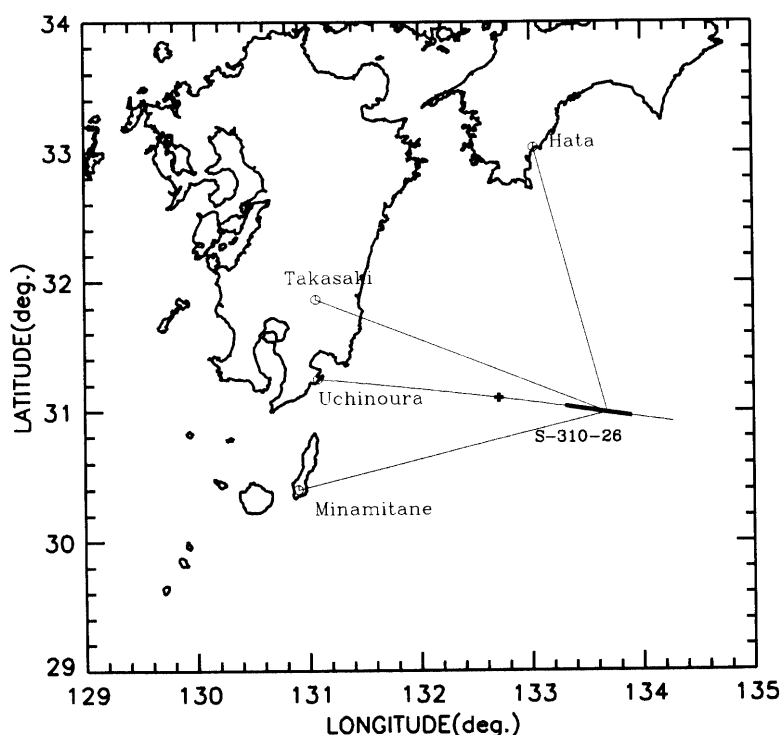 34
33
32
31
30
29
LATITUDE(deg.)
Hata
Takasaki
Uchinoura
S-310-26
Minamitane
129
130
131
132
133
134
135
LONGITUDE(deg.)